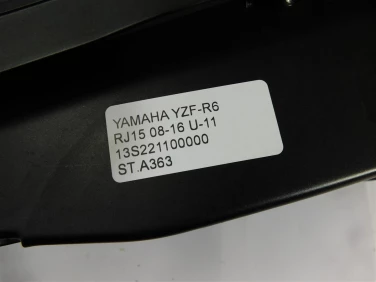 YAMAHA YZF-R6
RJ15 08-16 U-11
13S221100000
ST.A363